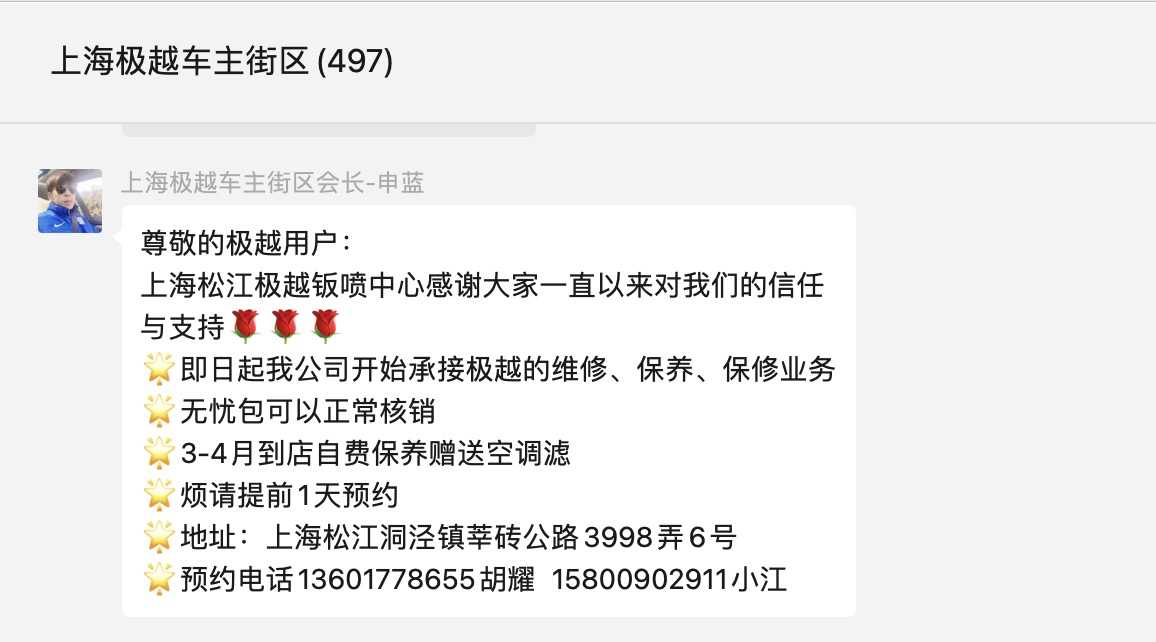 上海极越车主街区 (497)
上海极越车主街区会长-申蓝
尊敬的极越用户：
上海松江极越钣喷中心感谢大家一直以来对我们的信任
与支持🌹🌹🌹
🌟即日起我公司开始承接极越的维修、保养、保修业务
🌟无忧包可以正常核销
🌟3-4月到店自费保养赠送空调滤
🌟烦请提前1天预约
🌟地址：上海松江洞泾镇莘砖公路3998弄6号
🌟预约电话13601778655胡耀  15800902911小江